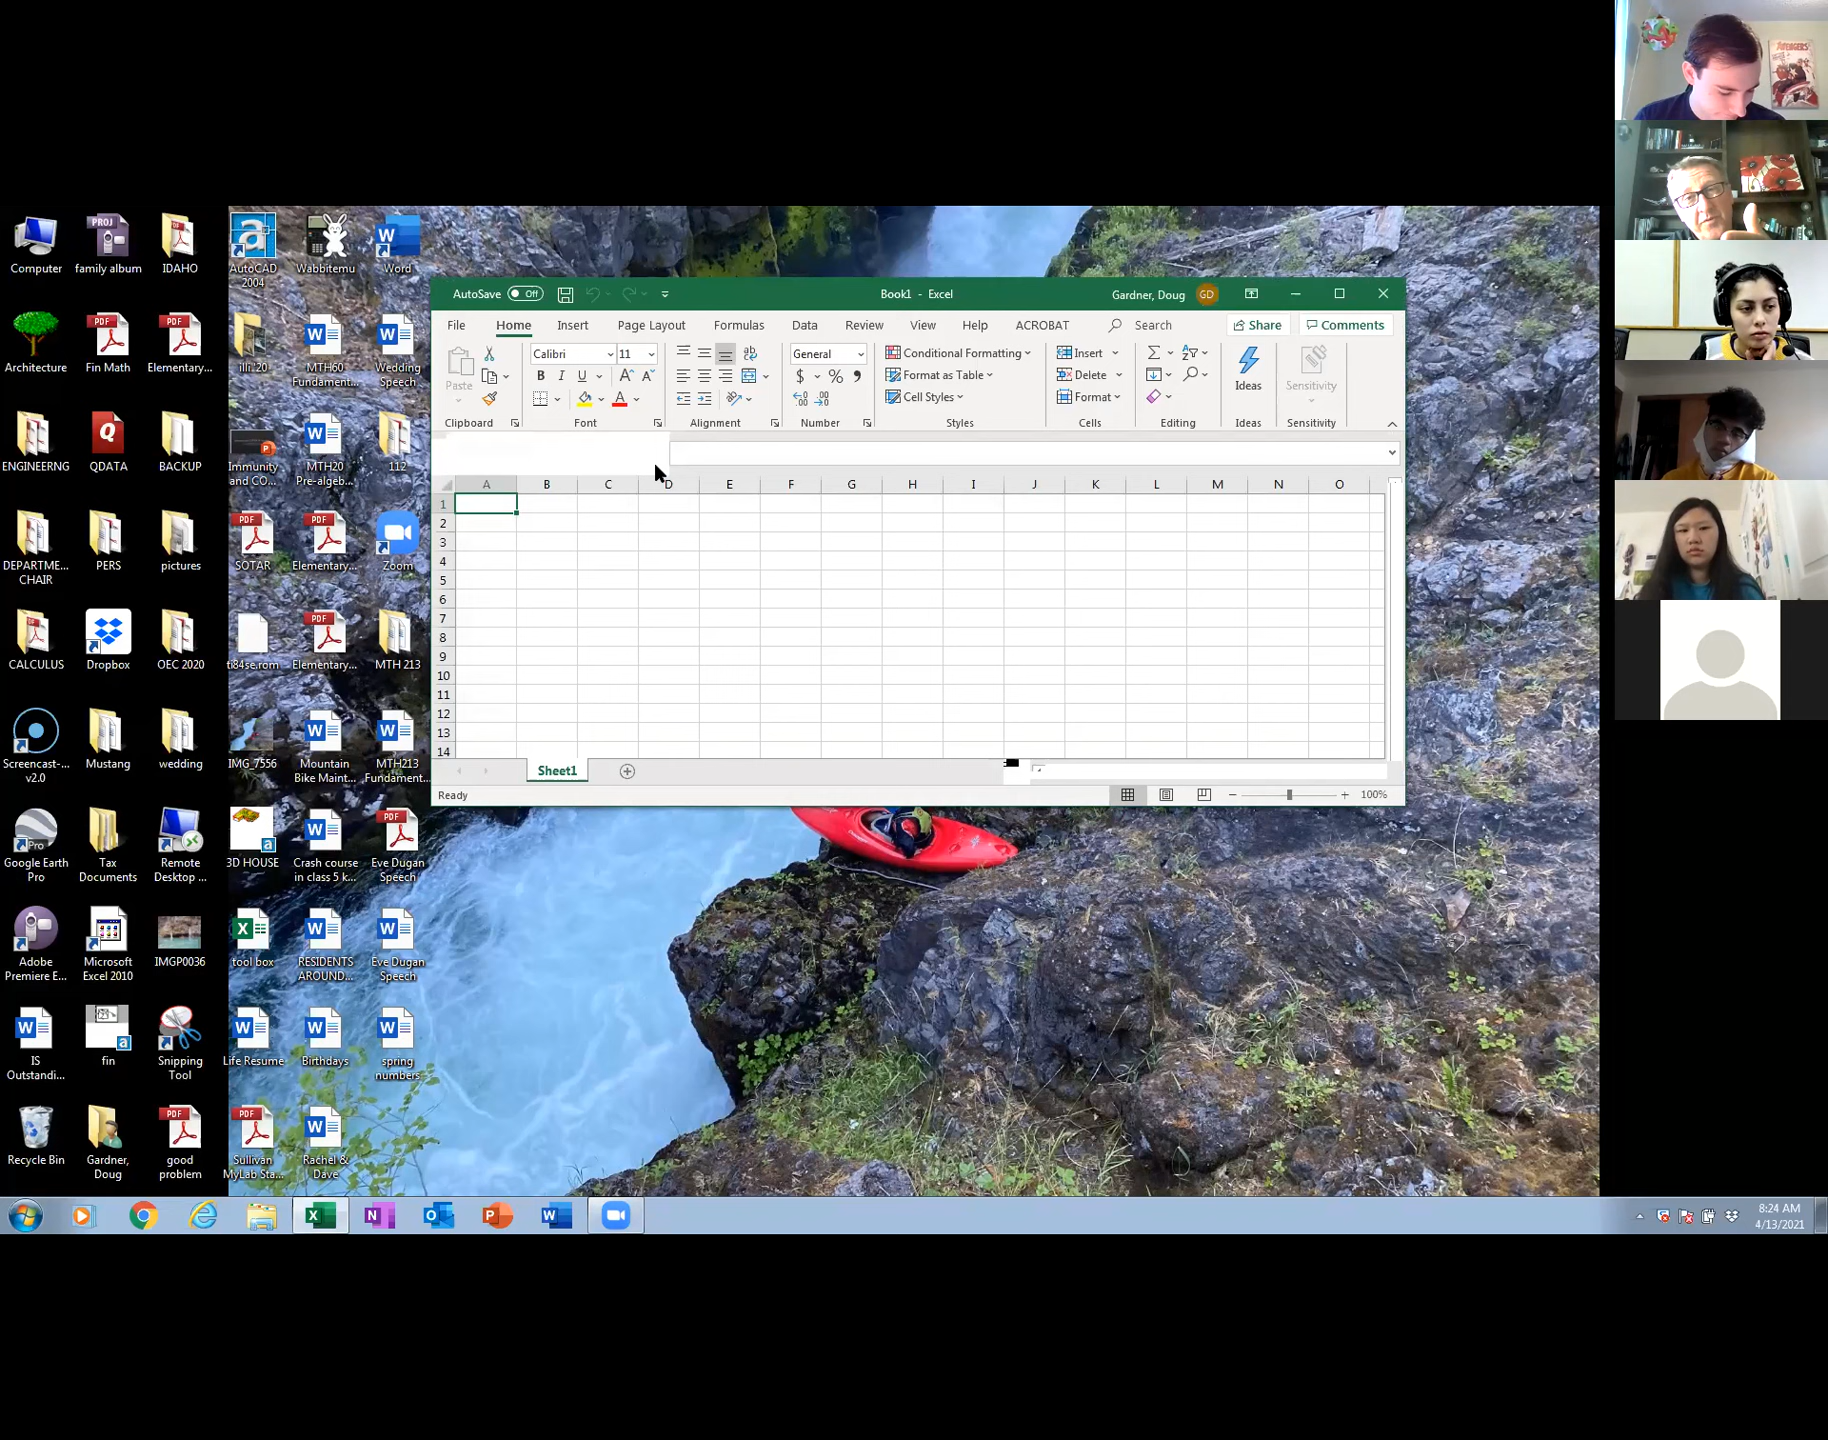 Computer
family album
IDAHO
AutoCAD
2004
Wabbitemu
Word
Architecture
Fin Math
Elementary...
illi.'20
MTH60
Fundament...
Wedding
Speech
ENGINEERNG
QDATA
BACKUP
Immunity
and CO...
MTH20
Pre-algeb...
112
DEPARTME...
CHAIR
PERS
pictures
SOTAR
Elementary...
Zoom
CALCULUS
Dropbox
OEC 2020
ti84se.rom
Elementary...
MTH 213
Screencast-...
v2.0
Mustang
wedding
IMG_7556
Mountain
Bike Maint...
MTH213
Fundament...
Google Earth
Pro
Tax
Documents
Remote
Desktop ...
3D HOUSE
Crash course
in class 5 k...
Eve Dugan
Speech
Adobe
Premiere E...
Microsoft
Excel 2010
IMGP0036
tool box
RESIDENTS
AROUND...
Eve Dugan
Speech
IS
Outstandi...
fin
Snipping
Tool
Life Resume
Birthdays
spring
numbers
Recycle Bin
Gardner,
Doug
good
problem
Sullivan
MyLab Sta...
Rachel &
Dave
AutoSave Off
Book1 - Excel
Gardner, Doug GD
File Home Insert Page Layout Formulas Data Review View Help ACROBAT Search Share Comments
Paste
Calibri 11
B I U
General
$ % ,
Conditional Formatting
Format as Table
Cell Styles
Insert
Delete
Format
Ideas
Sensitivity
Clipboard Font Alignment Number Styles Cells Editing Ideas Sensitivity
A B C D E F G H I J K L M N O
1
2
3
4
5
6
7
8
9
10
11
12
13
14
Sheet1
Ready
100%
8:24 AM
4/13/2021
AVENGERS